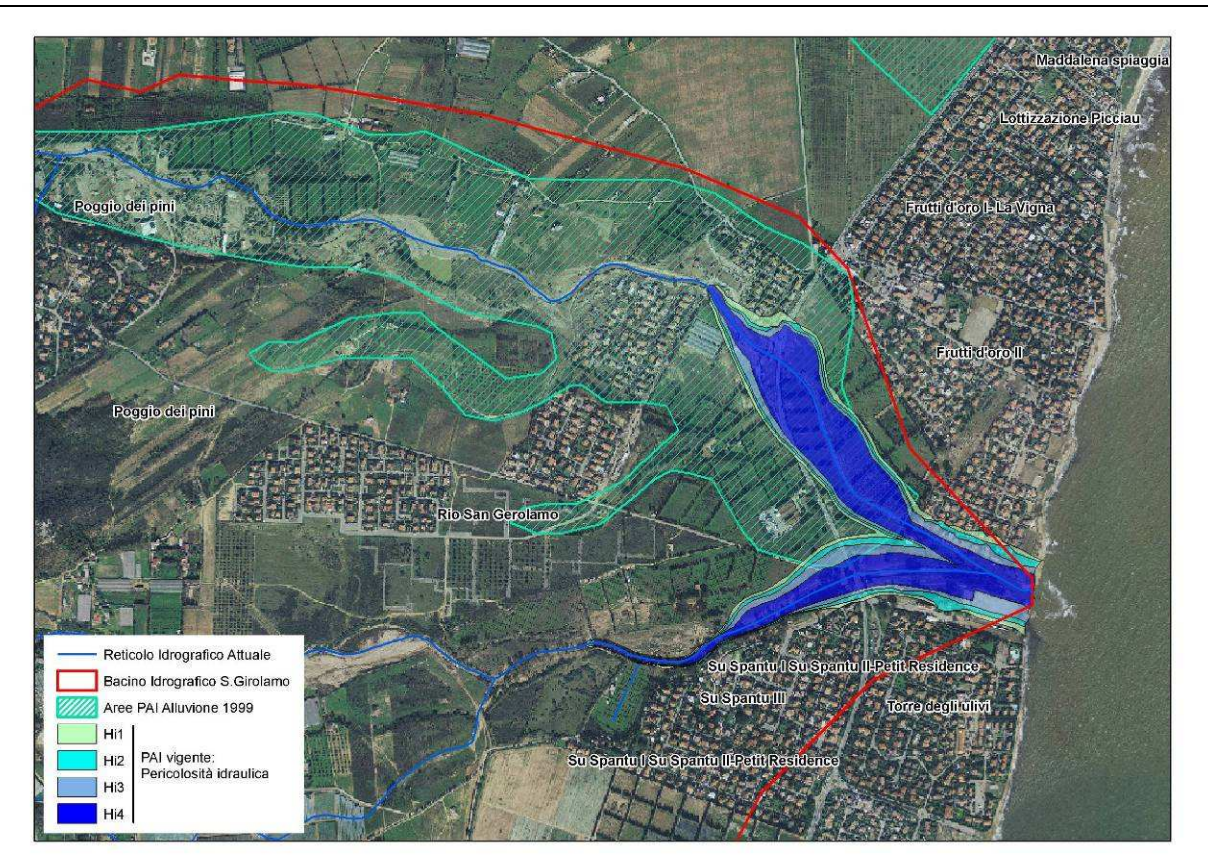 Maddalena spiaggia
Lottizzazione Picciau
Poggio dei pini
Frutti d'oro I- La Vigna
Frutti d'oro II
Poggio dei pini
Rio San Gerolamo
Su Spantu I Su Spantu II-Petit Residence
Su Spantu III
Torre degli ulivi
Su Spantu I Su Spantu II-Petit Residence
Reticolo Idrografico Attuale
Bacino Idrografico S.Girolamo
Aree PAI Alluvione 1999
Hi1
Hi2
PAI vigente:
Pericolosità idraulica
Hi3
Hi4